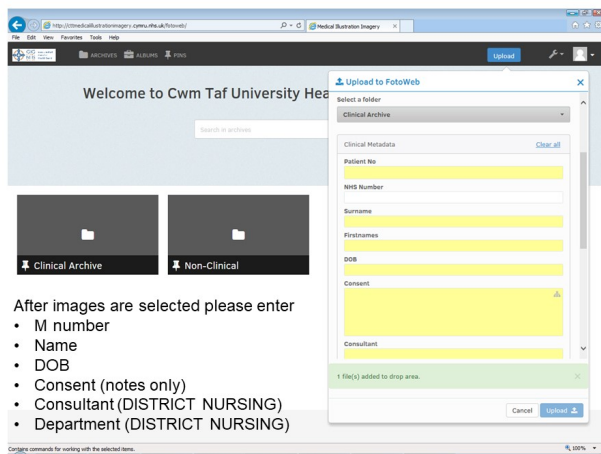 http://cttmedicalillustrationimagery.cymru.nhs.uk/fotoweb/
Medical Illustration Imagery
File Edit View Favorites Tools Help
ARCHIVES ALBUMS PINS
Upload
Welcome to Cwm Taf University Hea
Search in archives
Clinical Archive
Non-Clinical
Upload to FotoWeb
Select a folder
Clinical Archive
Clinical Metadata Clear all
Patient No
NHS Number
Surname
Firstnames
DOB
Consent
Consultant
1 file(s) added to drop area.
Cancel Upload
After images are selected please enter
• M number
• Name
• DOB
• Consent (notes only)
• Consultant (DISTRICT NURSING)
• Department (DISTRICT NURSING)
Contains commands for working with the selected items.
100%